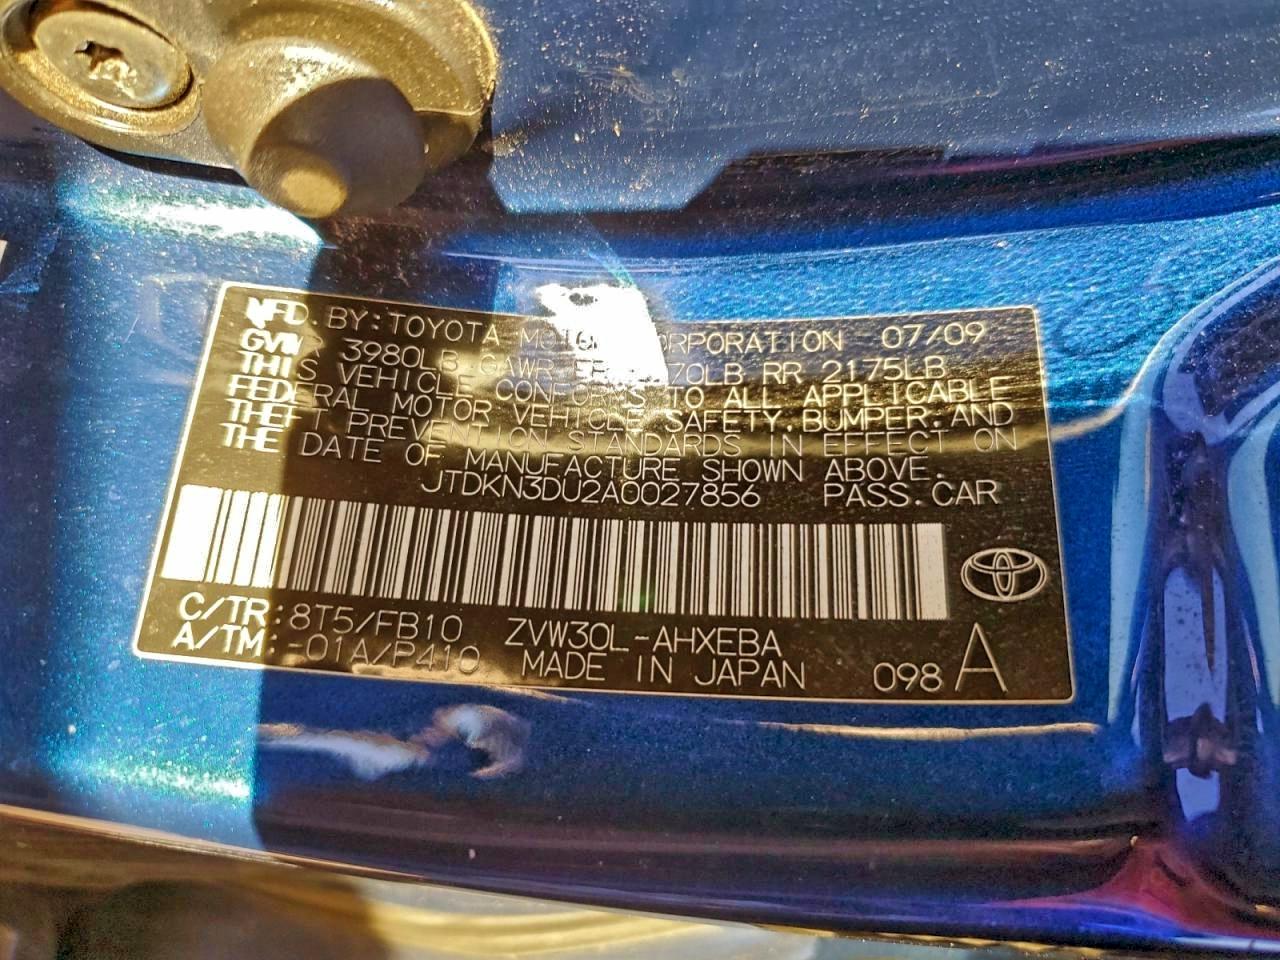 MFD. BY: TOYOTA MOTOR CORPORATION 07/09
GVWR 3980LB GAWR 70LB RR 2175LB
THIS VEHICLE CONFORMS TO ALL APPLICABLE
FEDERAL MOTOR VEHICLE SAFETY, BUMPER, AND
THEFT PREVENTION STANDARDS IN EFFECT ON
THE DATE OF MANUFACTURE SHOWN ABOVE.
JTDKN3DU2A0027856 PASS. CAR
C/TR: 8T5/FB10 ZVW30L-AHXEBA
A/TM: -01A/P410 MADE IN JAPAN 098 A